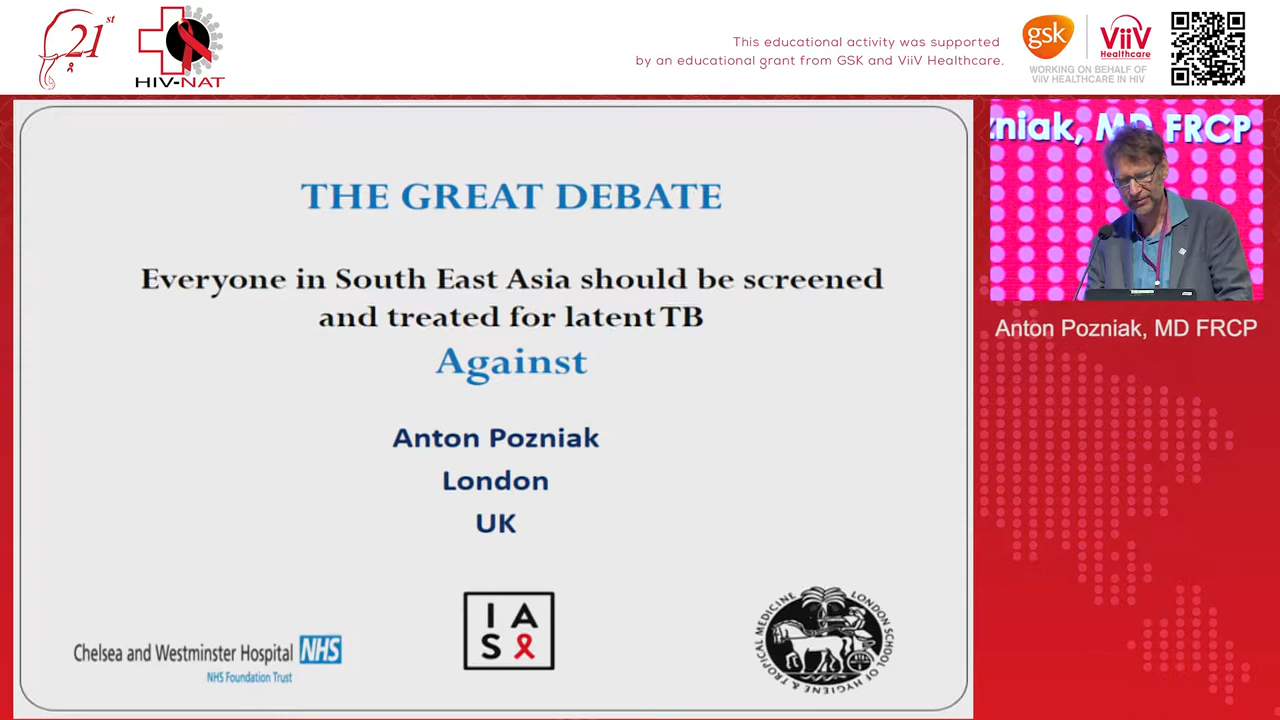 21st
HIV-NAT
This educational activity was supported
by an educational grant from GSK and ViiV Healthcare.
gsk
ViiV
Healthcare
WORKING ON BEHALF OF
ViiV HEALTHCARE IN HIV
THE GREAT DEBATE
Everyone in South East Asia should be screened
and treated for latent TB
Against
Anton Pozniak
London
UK
Chelsea and Westminster Hospital NHS
NHS Foundation Trust
IA
S
LONDON SCHOOL OF HYGIENE & TROPICAL MEDICINE
zniak, MD FRCP
Anton Pozniak, MD FRCP